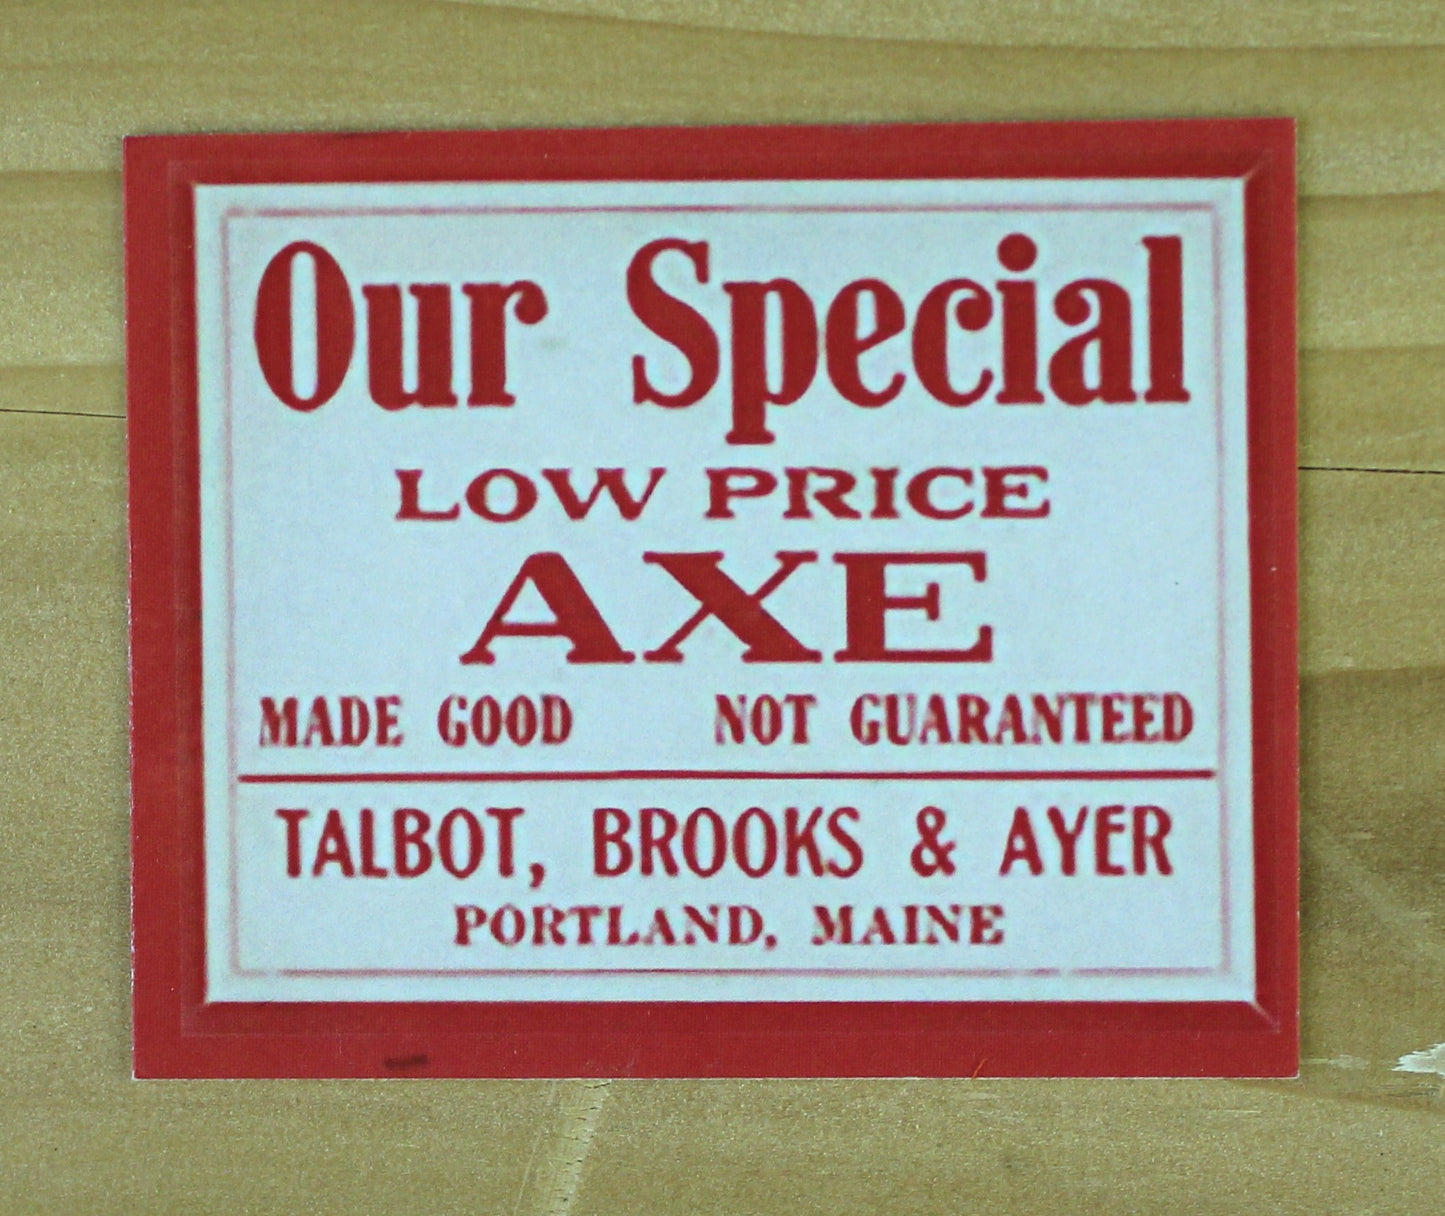 Our Special
LOW PRICE
AXE
MADE GOOD NOT GUARANTEED
TALBOT, BROOKS & AYER
PORTLAND, MAINE